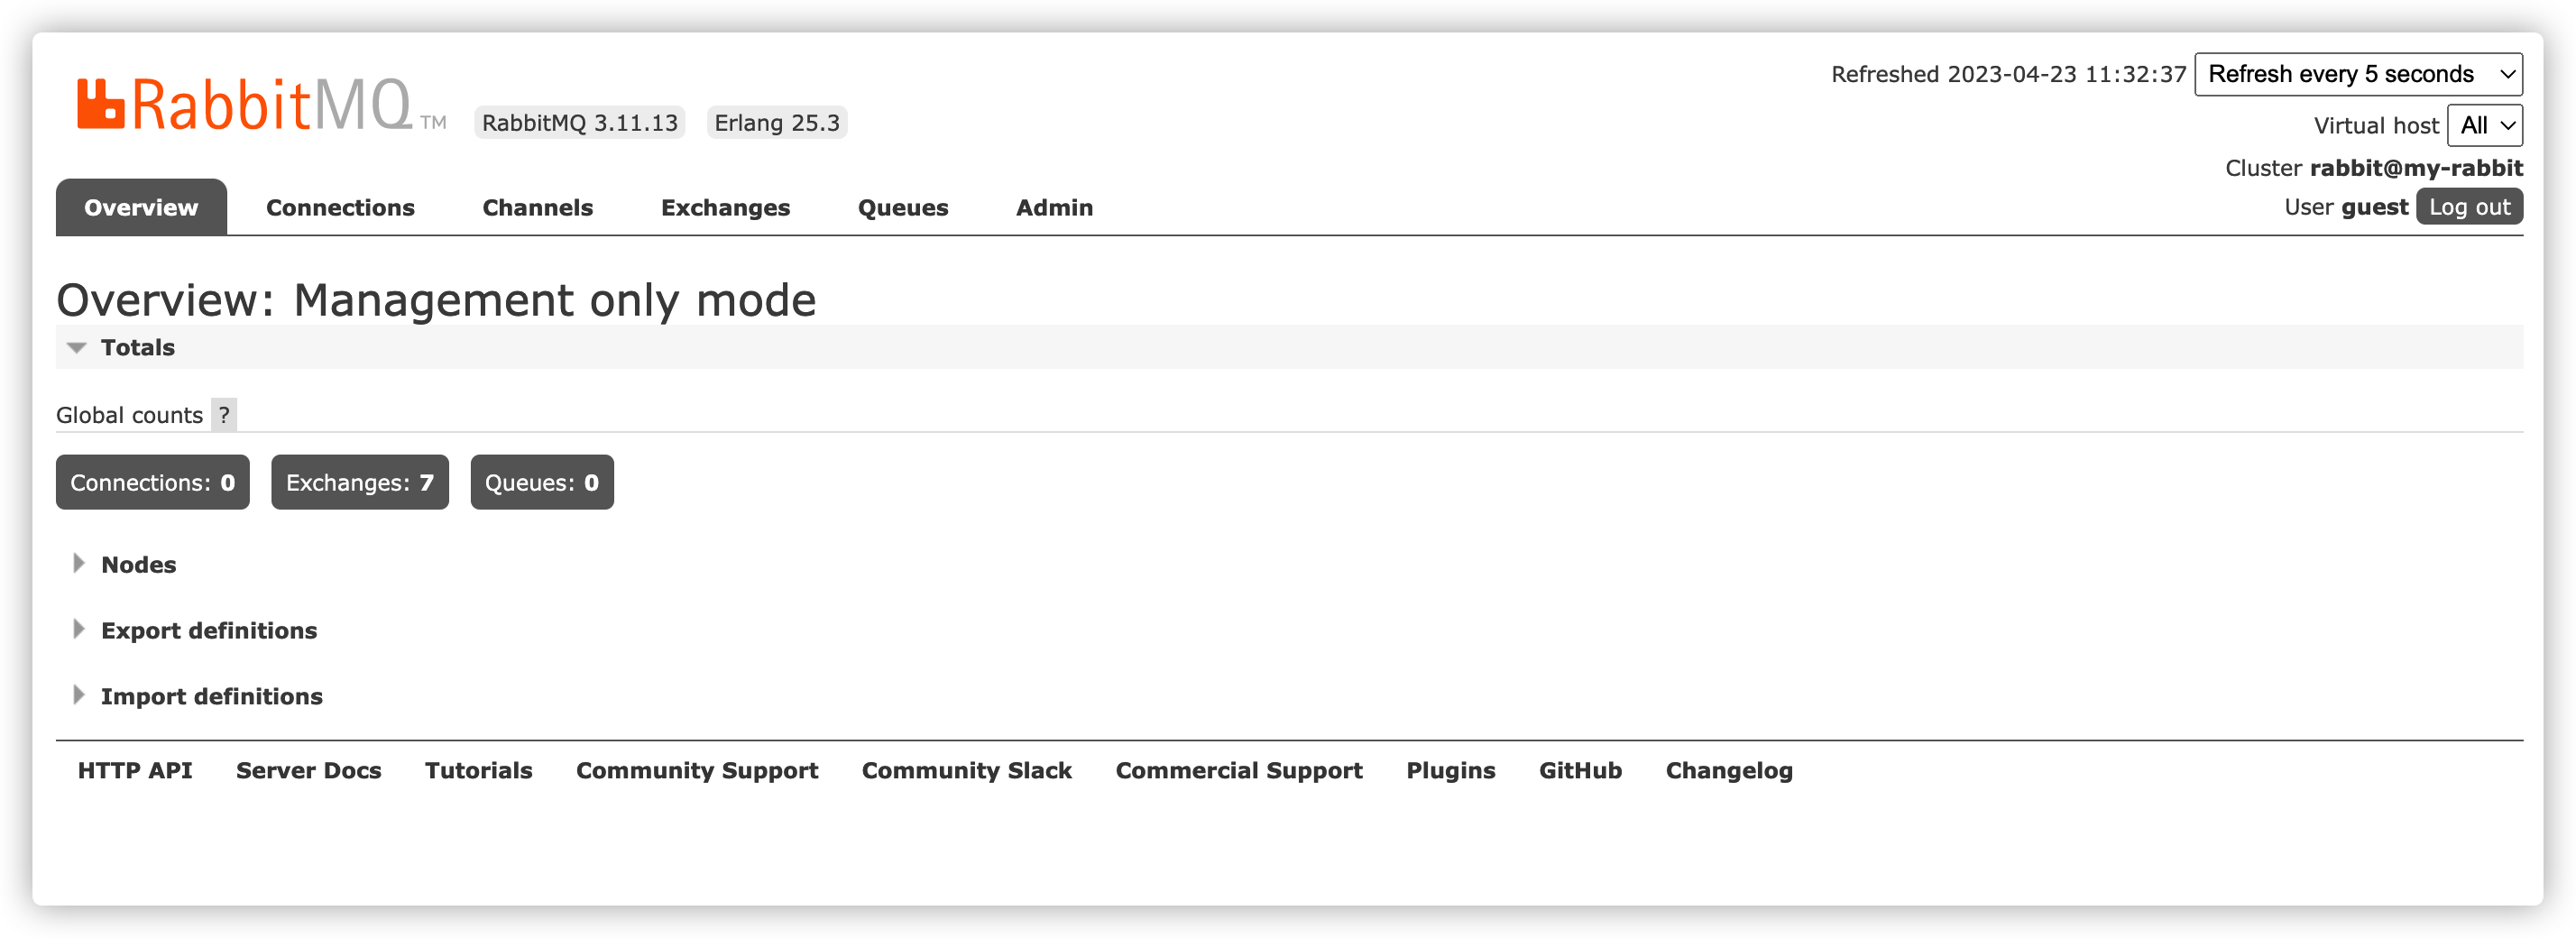 RabbitMQ TM RabbitMQ 3.11.13 Erlang 25.3
Refreshed 2023-04-23 11:32:37 Refresh every 5 seconds
Virtual host All
Cluster rabbit@my-rabbit
User guest Log out
Overview Connections Channels Exchanges Queues Admin
Overview: Management only mode
Totals
Global counts ?
Connections: 0 Exchanges: 7 Queues: 0
Nodes
Export definitions
Import definitions
HTTP API Server Docs Tutorials Community Support Community Slack Commercial Support Plugins GitHub Changelog